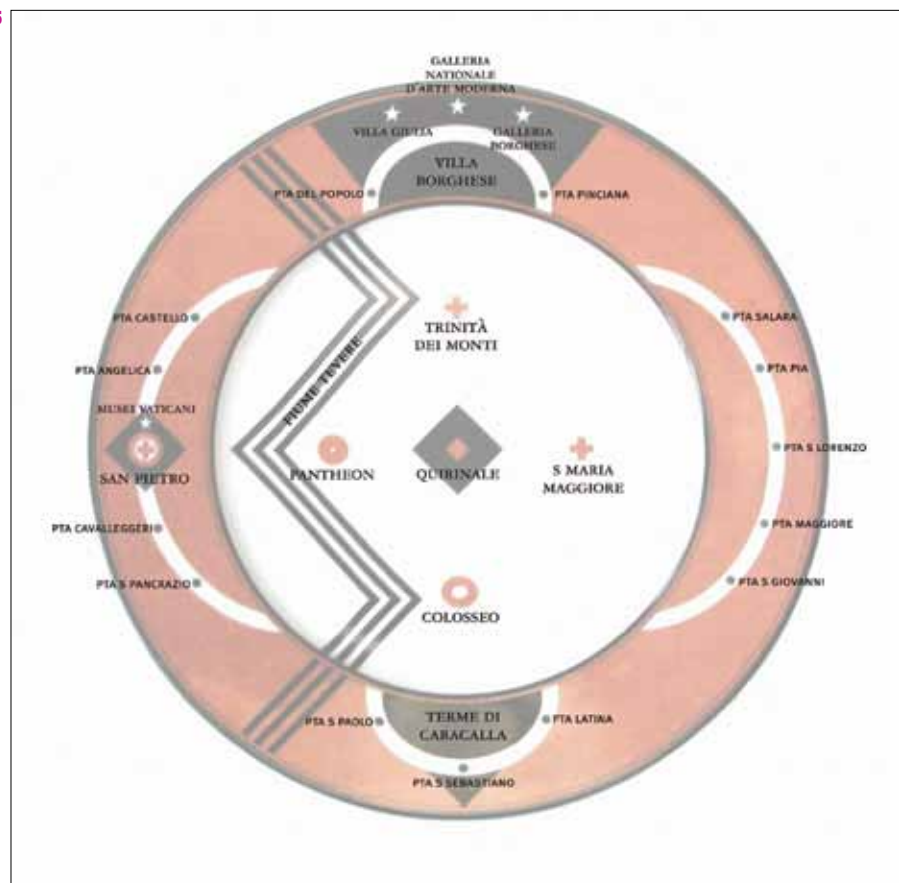 5
GALLERIA
NATIONALE
D'ARTE MODERNA
VILLA GIULIA
GALLERIA
BORGHESE
VILLA
BORGHESE
PTA DEL POPOLO
PTA PINCIANA
PTA CASTELLO
TRINITÀ
DEI MONTI
PTA SALARA
PTA ANGELICA
FIUME TEVERE
PTA PIA
MUSEI VATICANI
SAN PIETRO
PANTHEON
QUIRINALE
S MARIA
MAGGIORE
PTA S LORENZO
PTA CAVALLEGGERI
PTA MAGGIORE
PTA S PANCRAZIO
COLOSSEO
PTA S GIOVANNI
PTA S PAOLO
TERME DI
CARACALLA
PTA LATINA
PTA S SEBASTIANO